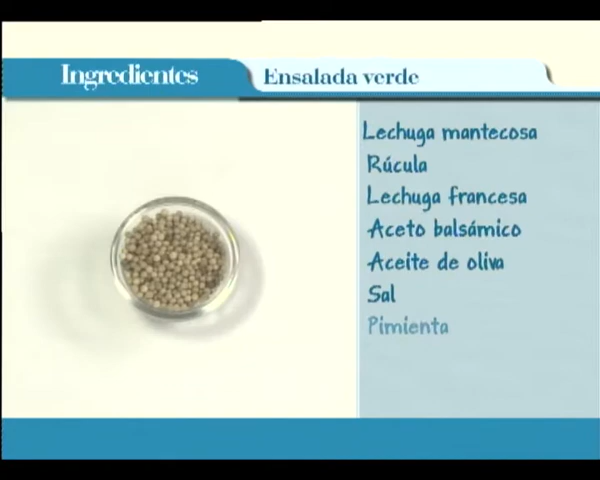 Ingredientes
Ensalada verde
Lechuga mantecosa
Rúcula
Lechuga francesa
Aceto balsámico
Aceite de oliva
Sal
Pimienta